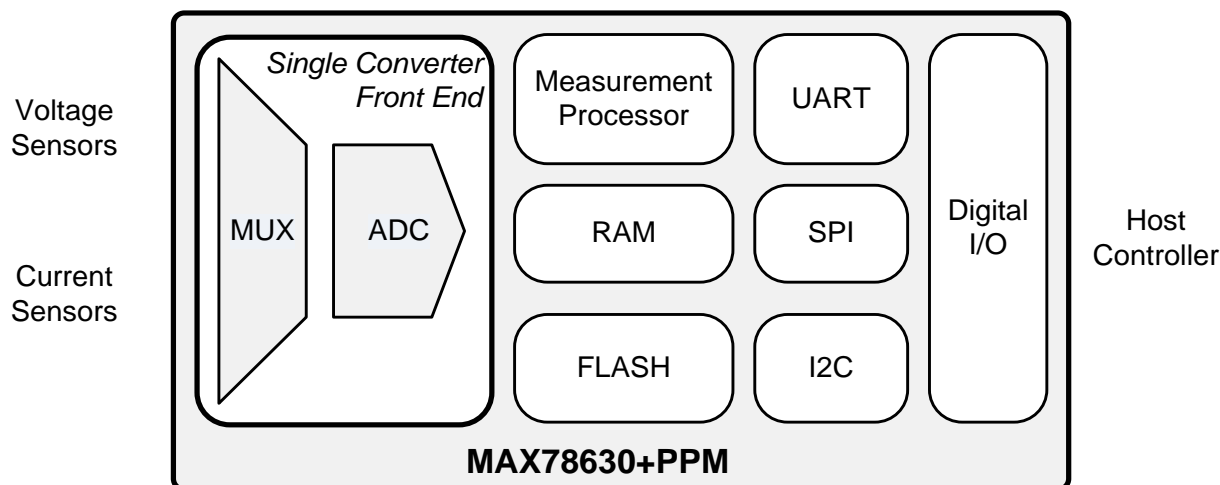 Voltage
Sensors
Current
Sensors
Single Converter
Front End
MUX
ADC
Measurement
Processor
UART
RAM
SPI
FLASH
I2C
Digital
I/O
Host
Controller
MAX78630+PPM